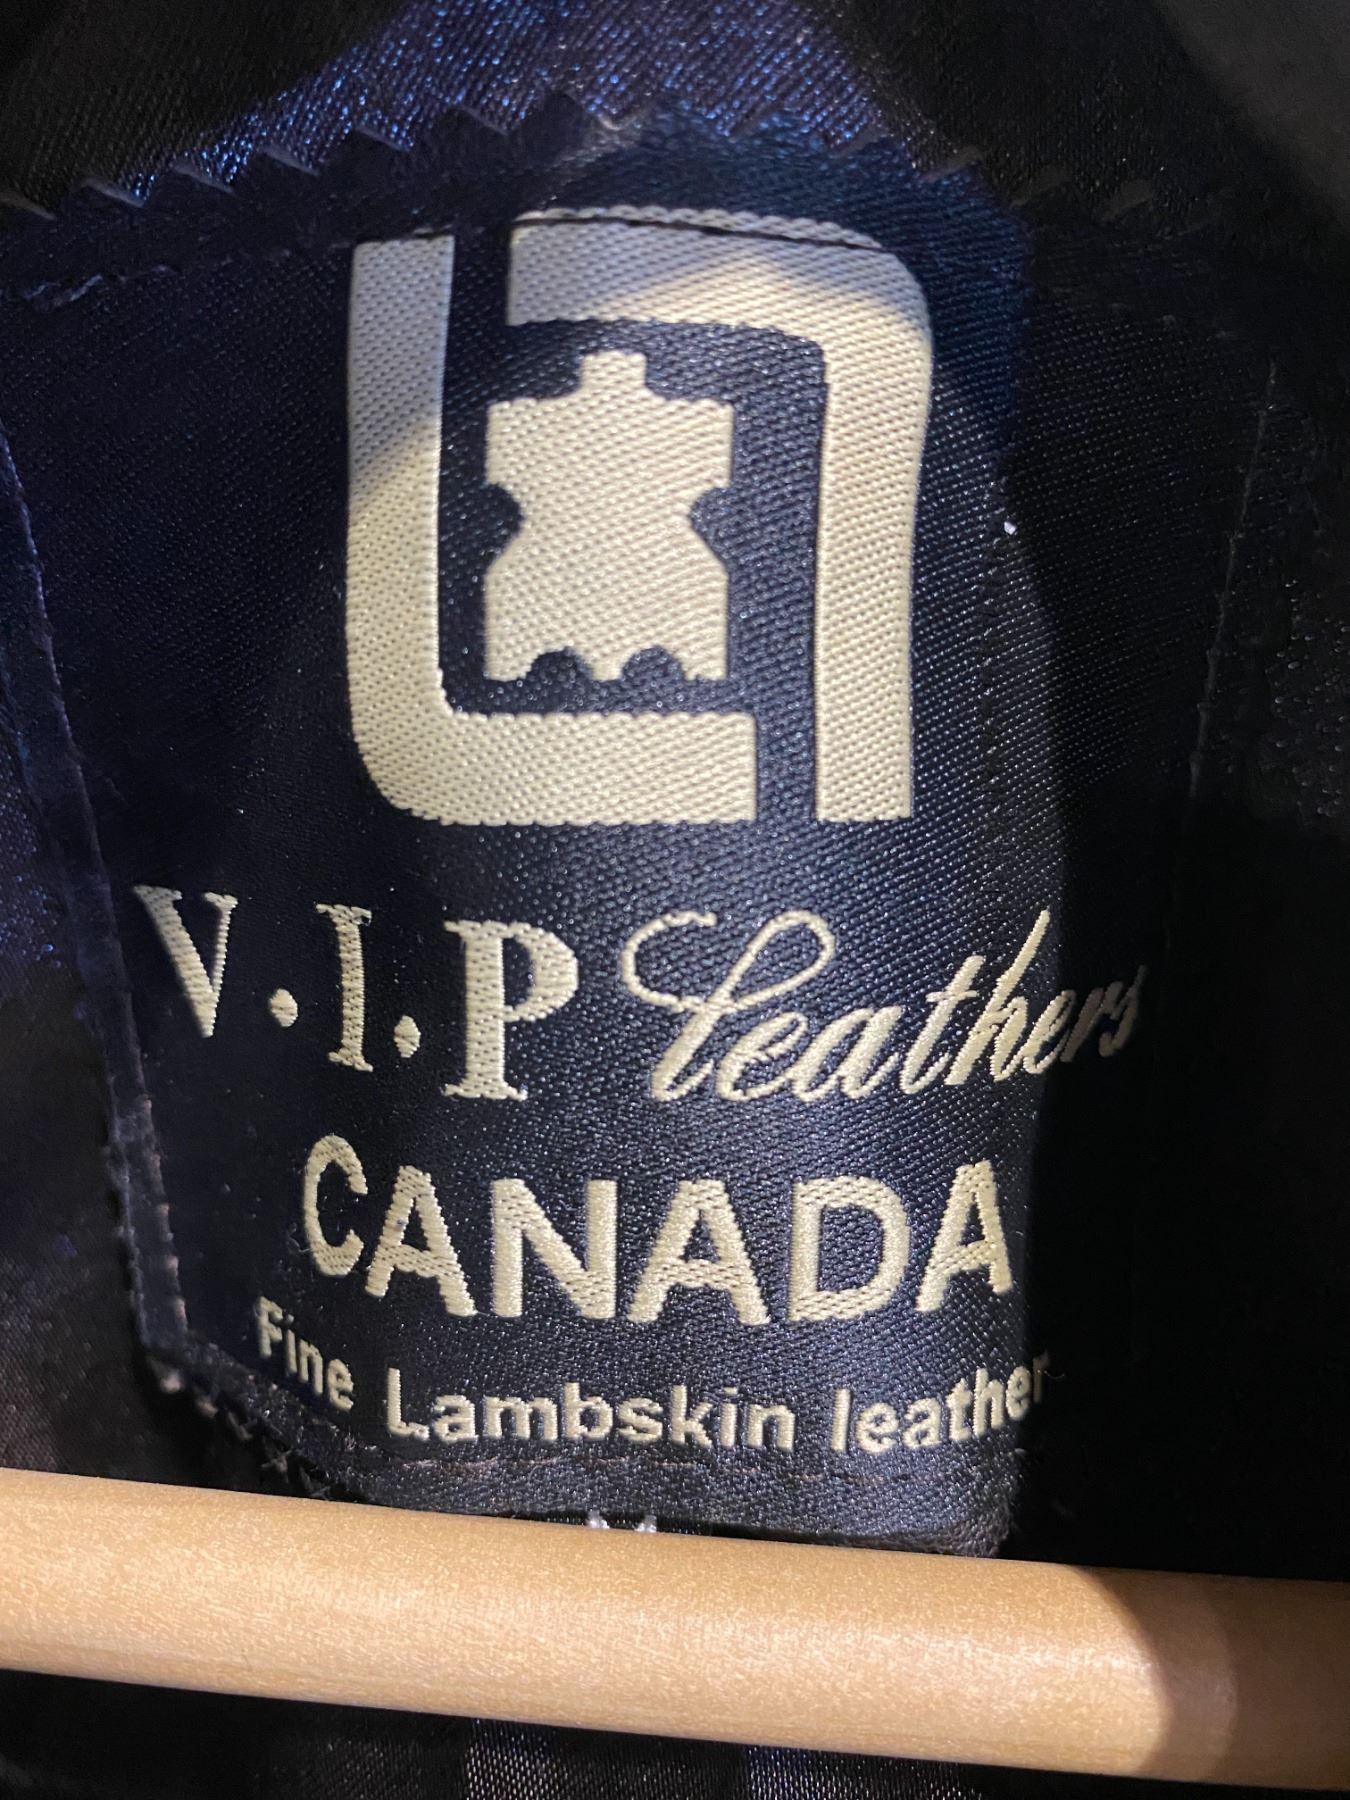 V.I.P Leathers
CANADA
Fine Lambskin leather